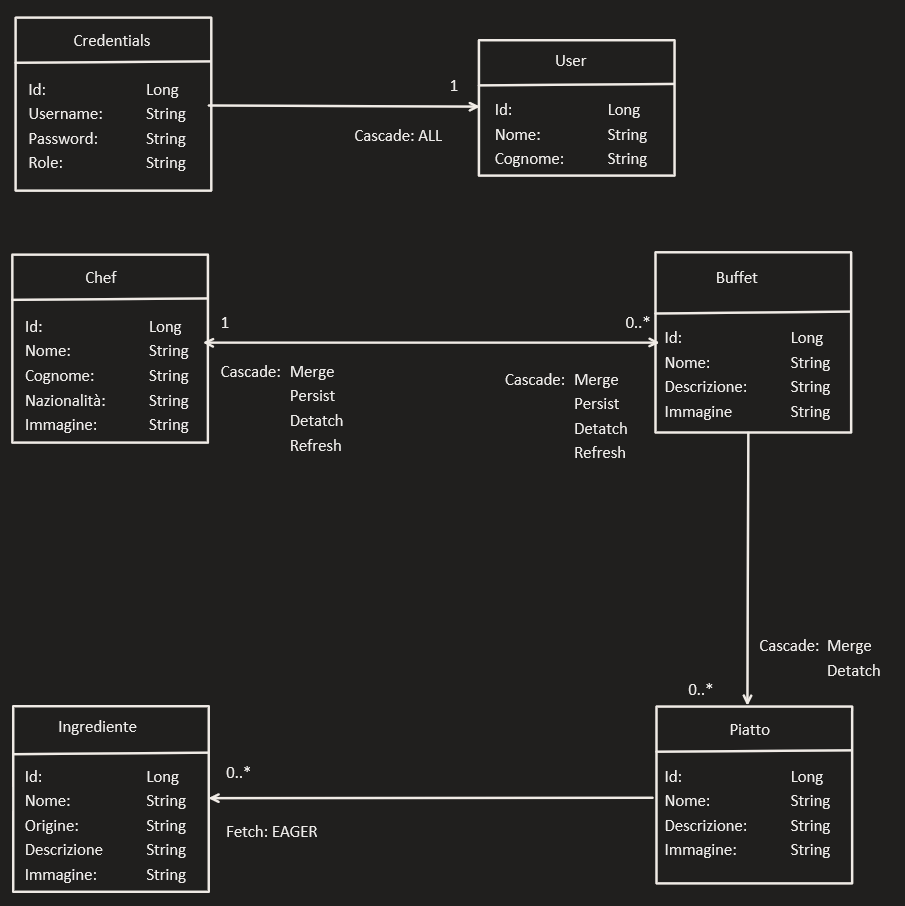 Credentials
Id: Long
Username: String
Password: String
Role: String
1
Cascade: ALL
User
Id: Long
Nome: String
Cognome: String
Chef
Id: Long
Nome: String
Cognome: String
Nazionalità: String
Immagine: String
1
Cascade: Merge
Persist
Detatch
Refresh
0..*
Cascade: Merge
Persist
Detatch
Refresh
Buffet
Id: Long
Nome: String
Descrizione: String
Immagine String
Cascade: Merge
Detatch
0..*
Ingrediente
Id: Long
Nome: String
Origine: String
Descrizione String
Immagine: String
0..*
Fetch: EAGER
Piatto
Id: Long
Nome: String
Descrizione: String
Immagine: String